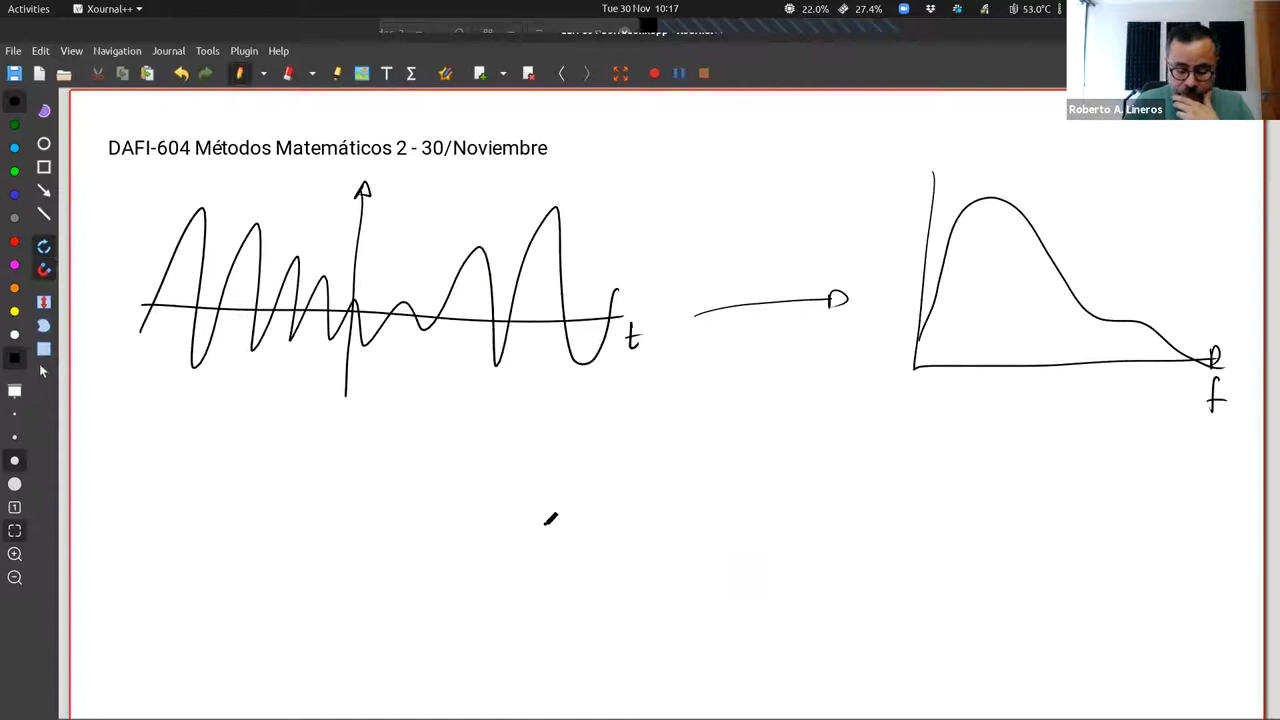 Activities
Xournal++
Tue 30 Nov 10:17
22.0%
27.4%
53.0°C
File Edit View Navigation Journal Tools Plugin Help
Roberto A. Lineros
DAFI-604 Métodos Matemáticos 2 - 30/Noviembre
t
f